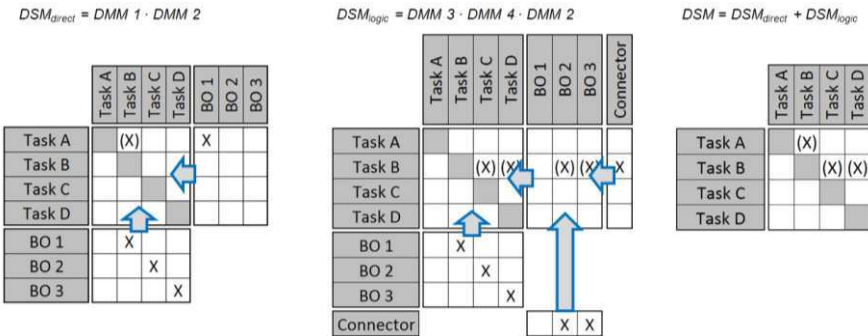 DSMdirect = DMM 1 · DMM 2
Task A Task B Task C Task D BO 1 BO 2 BO 3
Task A (X) X
Task B
Task C
Task D
BO 1 X
BO 2 X
BO 3 X
DSMlogic = DMM 3 · DMM 4 · DMM 2
Task A Task B Task C Task D BO 1 BO 2 BO 3 Connector
Task A
Task B (X) (X) (X) (X) X
Task C
Task D
BO 1 X
BO 2 X
BO 3 X
Connector X X
DSM = DSMdirect + DSMlogic
Task A Task B Task C Task D
Task A (X)
Task B (X) (X)
Task C
Task D